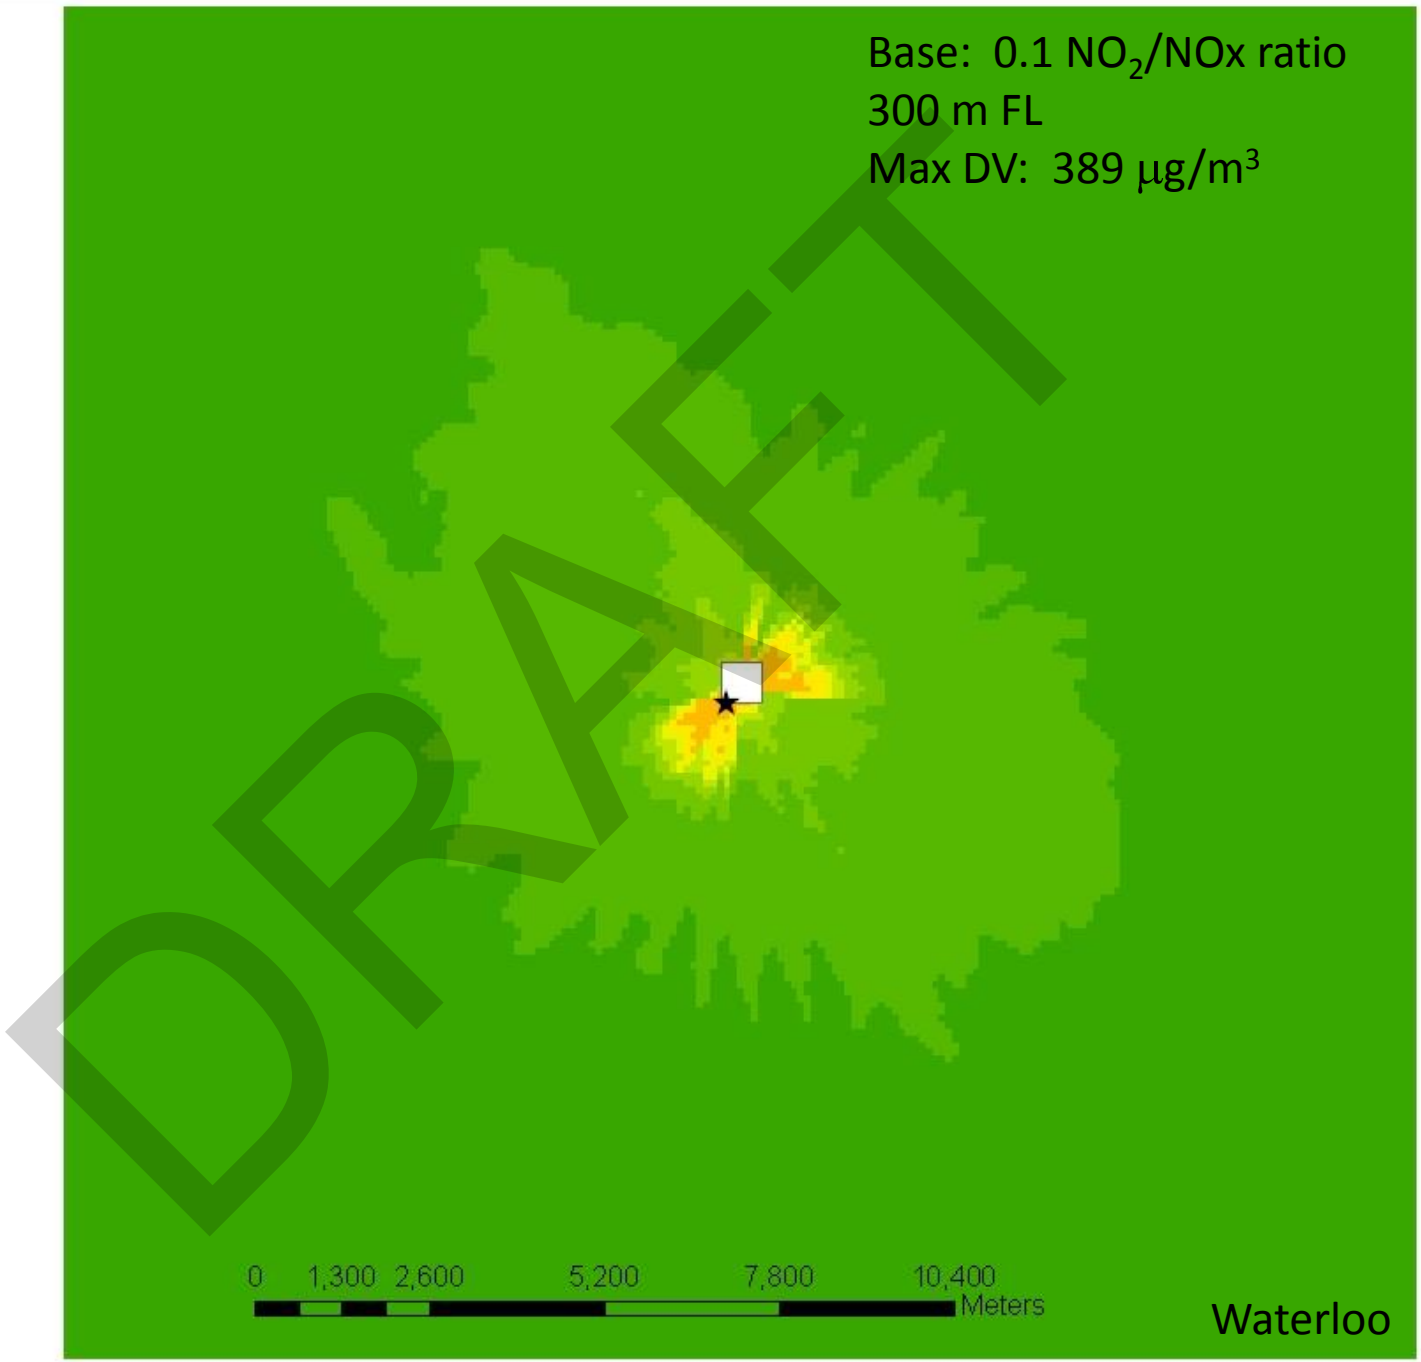 Base:  0.1 NO₂/NOx ratio
300 m FL
Max DV:  389 μg/m³
DRAFT
0 1,300 2,600 5,200 7,800 10,400
Meters
Waterloo